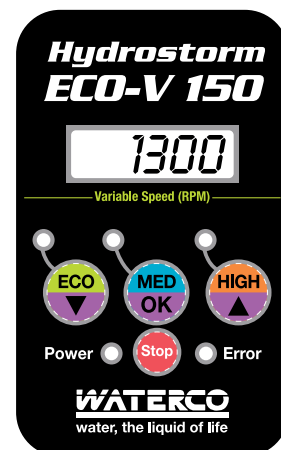 Hydrostorm
ECO-V 150
1300
Variable Speed (RPM)
ECO MED HIGH
OK
Power Stop Error
WATERCO
water, the liquid of life